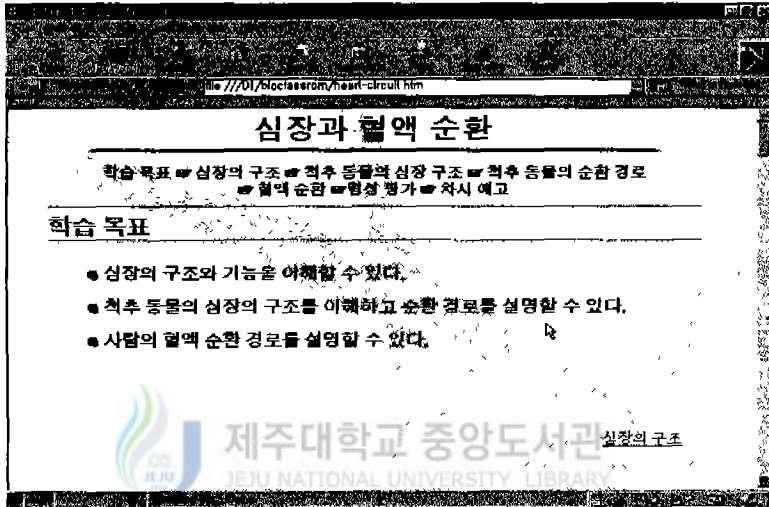 file:///D|/bioclassrom/heart-circuit.htm
심장과 혈액 순환
학습 목표 ☞ 심장의 구조 ☞ 척추 동물의 심장 구조 ☞ 척추 동물의 순환 경로
☞ 혈액 순환 ☞ 형성 평가 ☞ 차시 예고
학습 목표
심장의 구조와 기능을 이해할 수 있다.
척추 동물의 심장의 구조를 이해하고 순환 경로를 설명할 수 있다.
사람의 혈액 순환 경로를 설명할 수 있다.
심장의 구조
제주대학교 중앙도서관
JEJU NATIONAL UNIVERSITY LIBRARY
JEJU